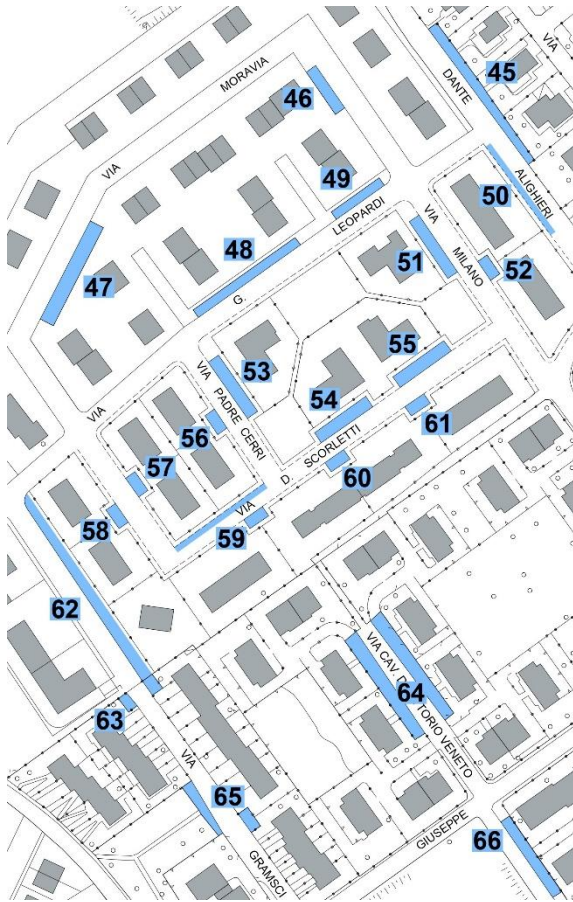 VIA
DANTE
45
MORAVIA
46
VIA
49
50
ALIGHIERI
LEOPARDI
VIA
48
51
MILANO
52
47
G.
55
53
VIA
PADRE CERRI
54
VIA
56
61
SCORLETTI
D.
60
57
VIA
59
58
62
VIA CAV. D
TORIO VENETO
64
63
VIA
65
GRAMSCI
GIUSEPPE
66